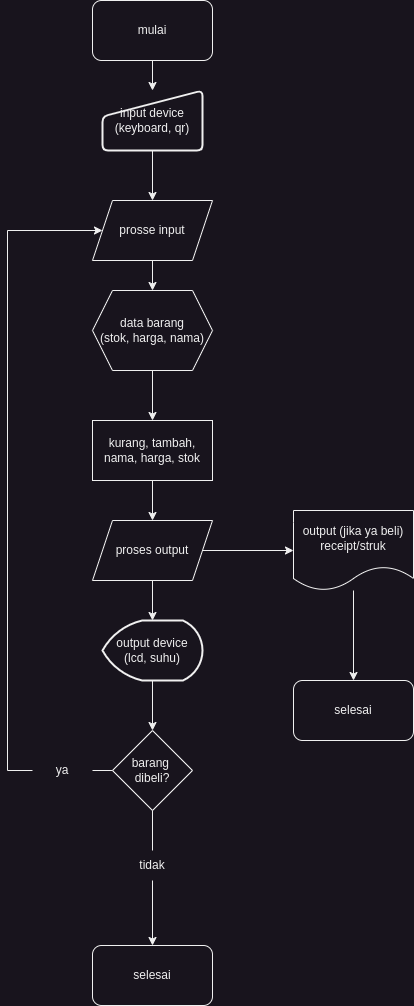 mulai
input device
(keyboard, qr)
prosse input
data barang
(stok, harga, nama)
kurang, tambah,
nama, harga, stok
proses output
output (jika ya beli)
receipt/struk
output device
(lcd, suhu)
selesai
barang
dibeli?
ya
tidak
selesai